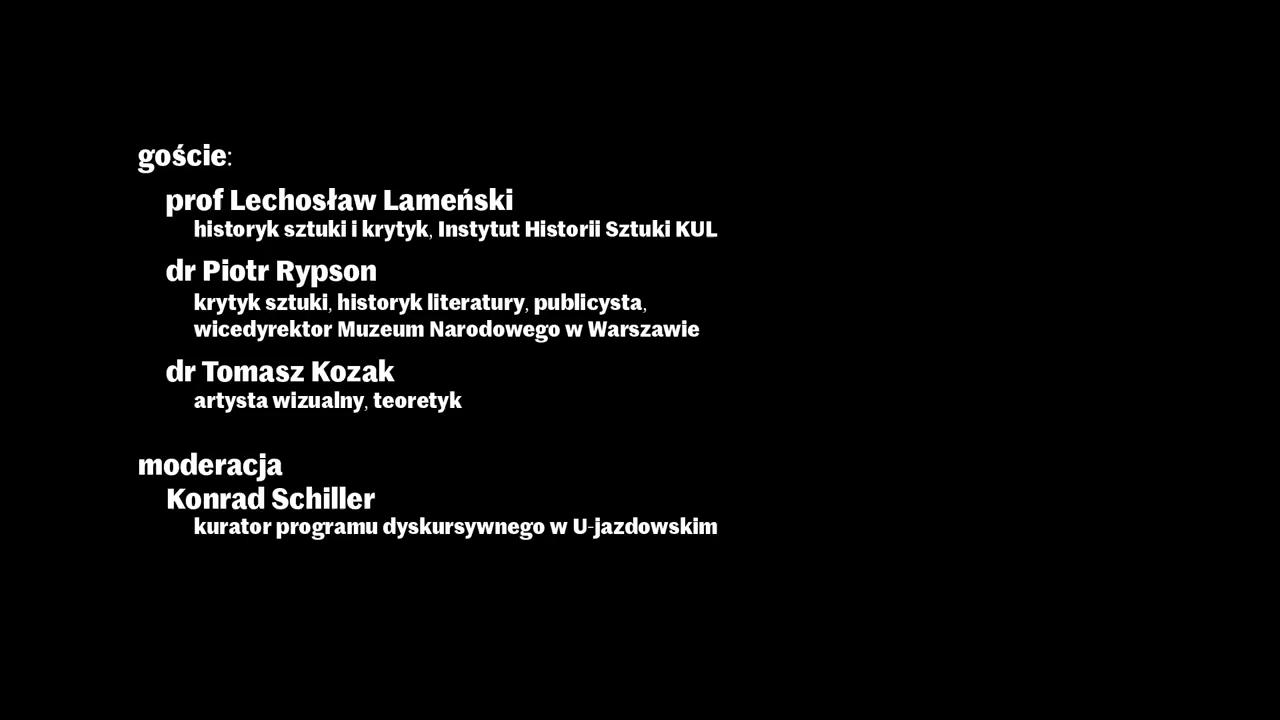 goście:
prof Lechosław Lameński
historyk sztuki i krytyk, Instytut Historii Sztuki KUL
dr Piotr Rypson
krytyk sztuki, historyk literatury, publicysta,
wicedyrektor Muzeum Narodowego w Warszawie
dr Tomasz Kozak
artysta wizualny, teoretyk
moderacja
Konrad Schiller
kurator programu dyskursywnego w U-jazdowskim